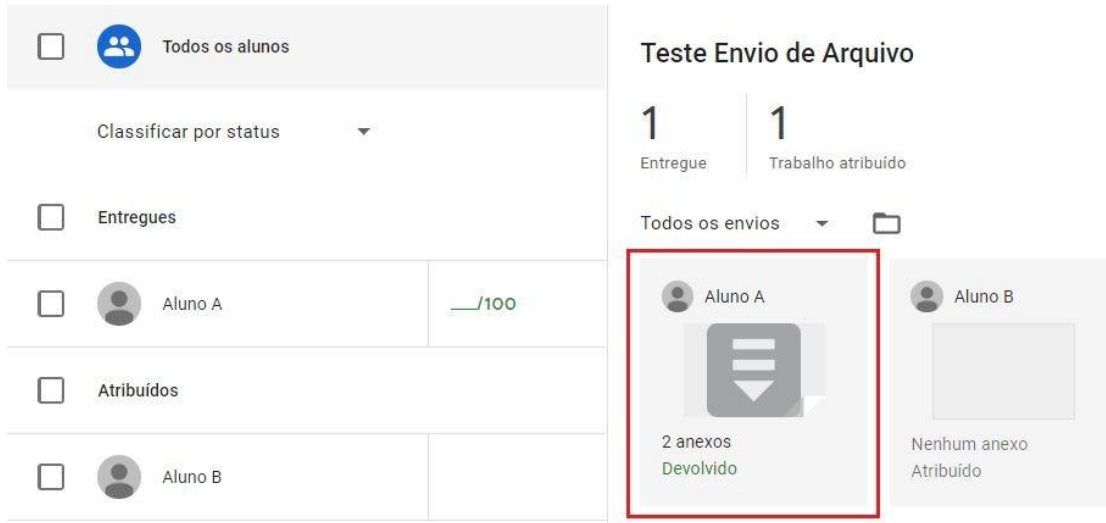 Todos os alunos
Classificar por status
Entregues
Aluno A
__/100
Atribuídos
Aluno B
Teste Envio de Arquivo
1
Entregue
1
Trabalho atribuído
Todos os envios
Aluno A
2 anexos
Devolvido
Aluno B
Nenhum anexo
Atribuído